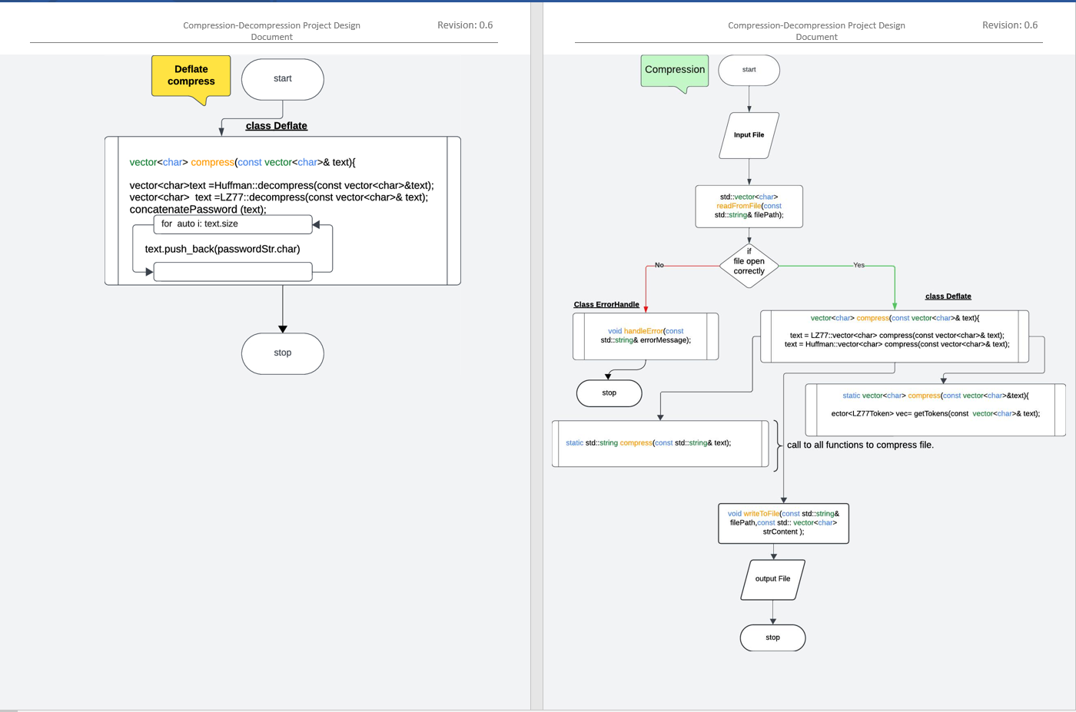 Compression-Decompression Project Design
Document
Revision: 0.6
Deflate
compress
start
class Deflate
vector<char> compress(const vector<char>& text){
vector<char>text =Huffman::decompress(const vector<char>&text);
vector<char>  text =LZ77::decompress(const vector<char>& text);
concatenatePassword (text);
for  auto i: text.size
text.push_back(passwordStr.char)
stop
Compression-Decompression Project Design
Document
Revision: 0.6
Compression
start
Input File
std::vector<char>
readFromFile(const
std::string& filePath);
if
file open
correctly
No
Yes
Class ErrorHandle
void handleError(const
std::string& errorMessage);
stop
class Deflate
vector<char> compress(const vector<char>& text){
text = LZ77::vector<char> compress(const vector<char>& text);
text = Huffman::vector<char> compress(const vector<char>& text);
static vector<char> compress(const vector<char>&text){
ector<LZ77Token> vec= getTokens(const  vector<char>& text);
static std::string compress(const std::string& text);
call to all functions to compress file.
void writeToFile(const std::string&
filePath,const std:: vector<char>
strContent );
output File
stop